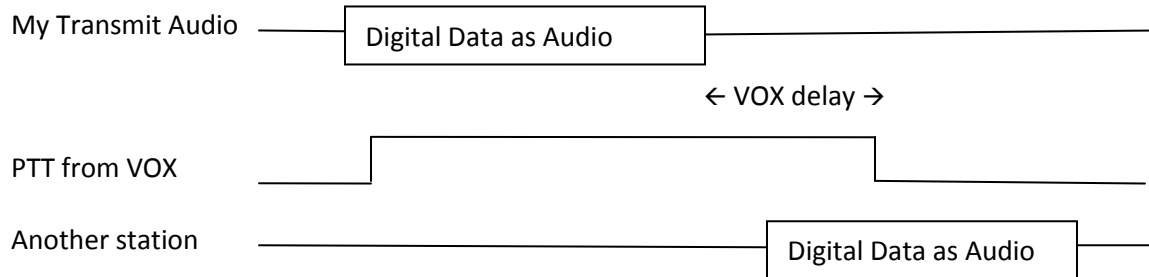 My Transmit Audio
Digital Data as Audio
← VOX delay →
PTT from VOX
Another station
Digital Data as Audio